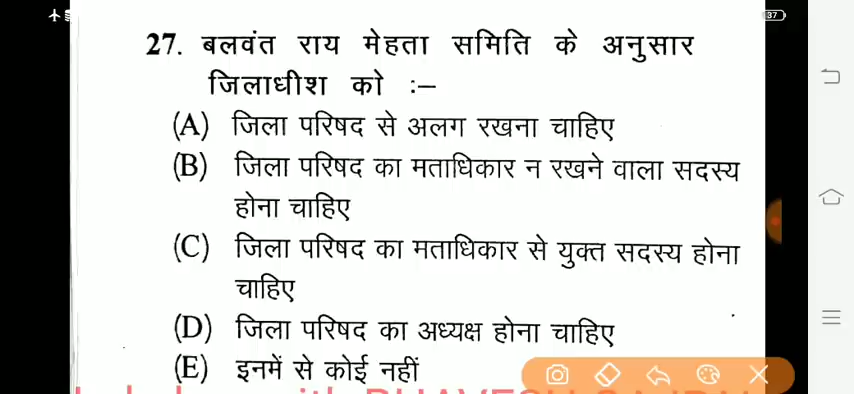 27. बलवंत राय मेहता समिति के अनुसार
जिलाधीश को :–
(A) जिला परिषद से अलग रखना चाहिए
(B) जिला परिषद का मताधिकार न रखने वाला सदस्य
होना चाहिए
(C) जिला परिषद का मताधिकार से युक्त सदस्य होना
चाहिए
(D) जिला परिषद का अध्यक्ष होना चाहिए
(E) इनमें से कोई नहीं
37